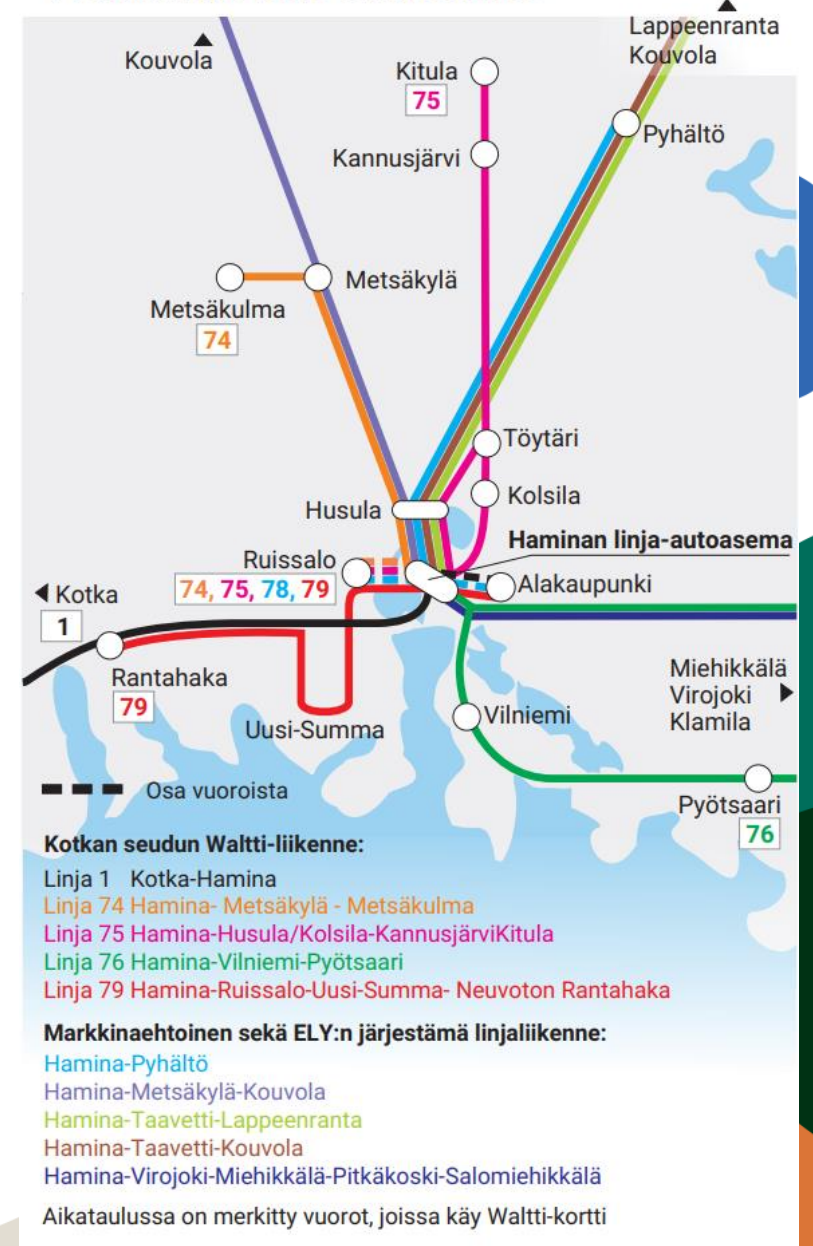 Lappeenranta
Kouvola
Kouvola
Kitula
75
Pyhältö
Kannusjärvi
Metsäkylä
Metsäkulma
74
Töytäri
Kolsila
Husula
Haminan linja-autoasema
Ruissalo
74, 75, 78, 79
Alakaupunki
Kotka
1
Rantahaka
79
Miehikkälä
Virojoki
Klamila
Uusi-Summa
Vilniemi
Osa vuoroista
Pyötsaari
76
Kotkan seudun Waltti-liikenne:
Linja 1 Kotka-Hamina
Linja 74 Hamina- Metsäkylä - Metsäkulma
Linja 75 Hamina-Husula/Kolsila-KannusjärviKitula
Linja 76 Hamina-Vilniemi-Pyötsaari
Linja 79 Hamina-Ruissalo-Uusi-Summa- Neuvoton Rantahaka
Markkinaehtoinen sekä ELY:n järjestämä linjaliikenne:
Hamina-Pyhältö
Hamina-Metsäkylä-Kouvola
Hamina-Taavetti-Lappeenranta
Hamina-Taavetti-Kouvola
Hamina-Virojoki-Miehikkälä-Pitkäkoski-Salomiehikkälä
Aikataulussa on merkitty vuorot, joissa käy Waltti-kortti